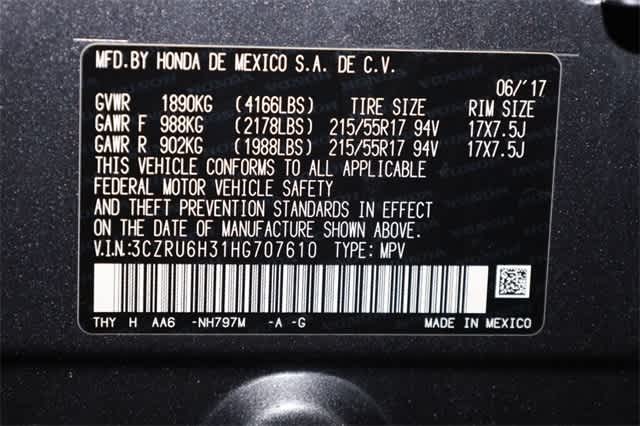 MFD.BY HONDA DE MEXICO S.A. DE C.V.
06/'17
GVWR 1890KG (4166LBS) TIRE SIZE RIM SIZE
GAWR F 988KG (2178LBS) 215/55R17 94V 17X7.5J
GAWR R 902KG (1988LBS) 215/55R17 94V 17X7.5J
THIS VEHICLE CONFORMS TO ALL APPLICABLE
FEDERAL MOTOR VEHICLE SAFETY
AND THEFT PREVENTION STANDARDS IN EFFECT
ON THE DATE OF MANUFACTURE SHOWN ABOVE.
V.I.N.:3CZRU6H31HG707610 TYPE: MPV
THY H AA6 -NH797M -A -G MADE IN MEXICO